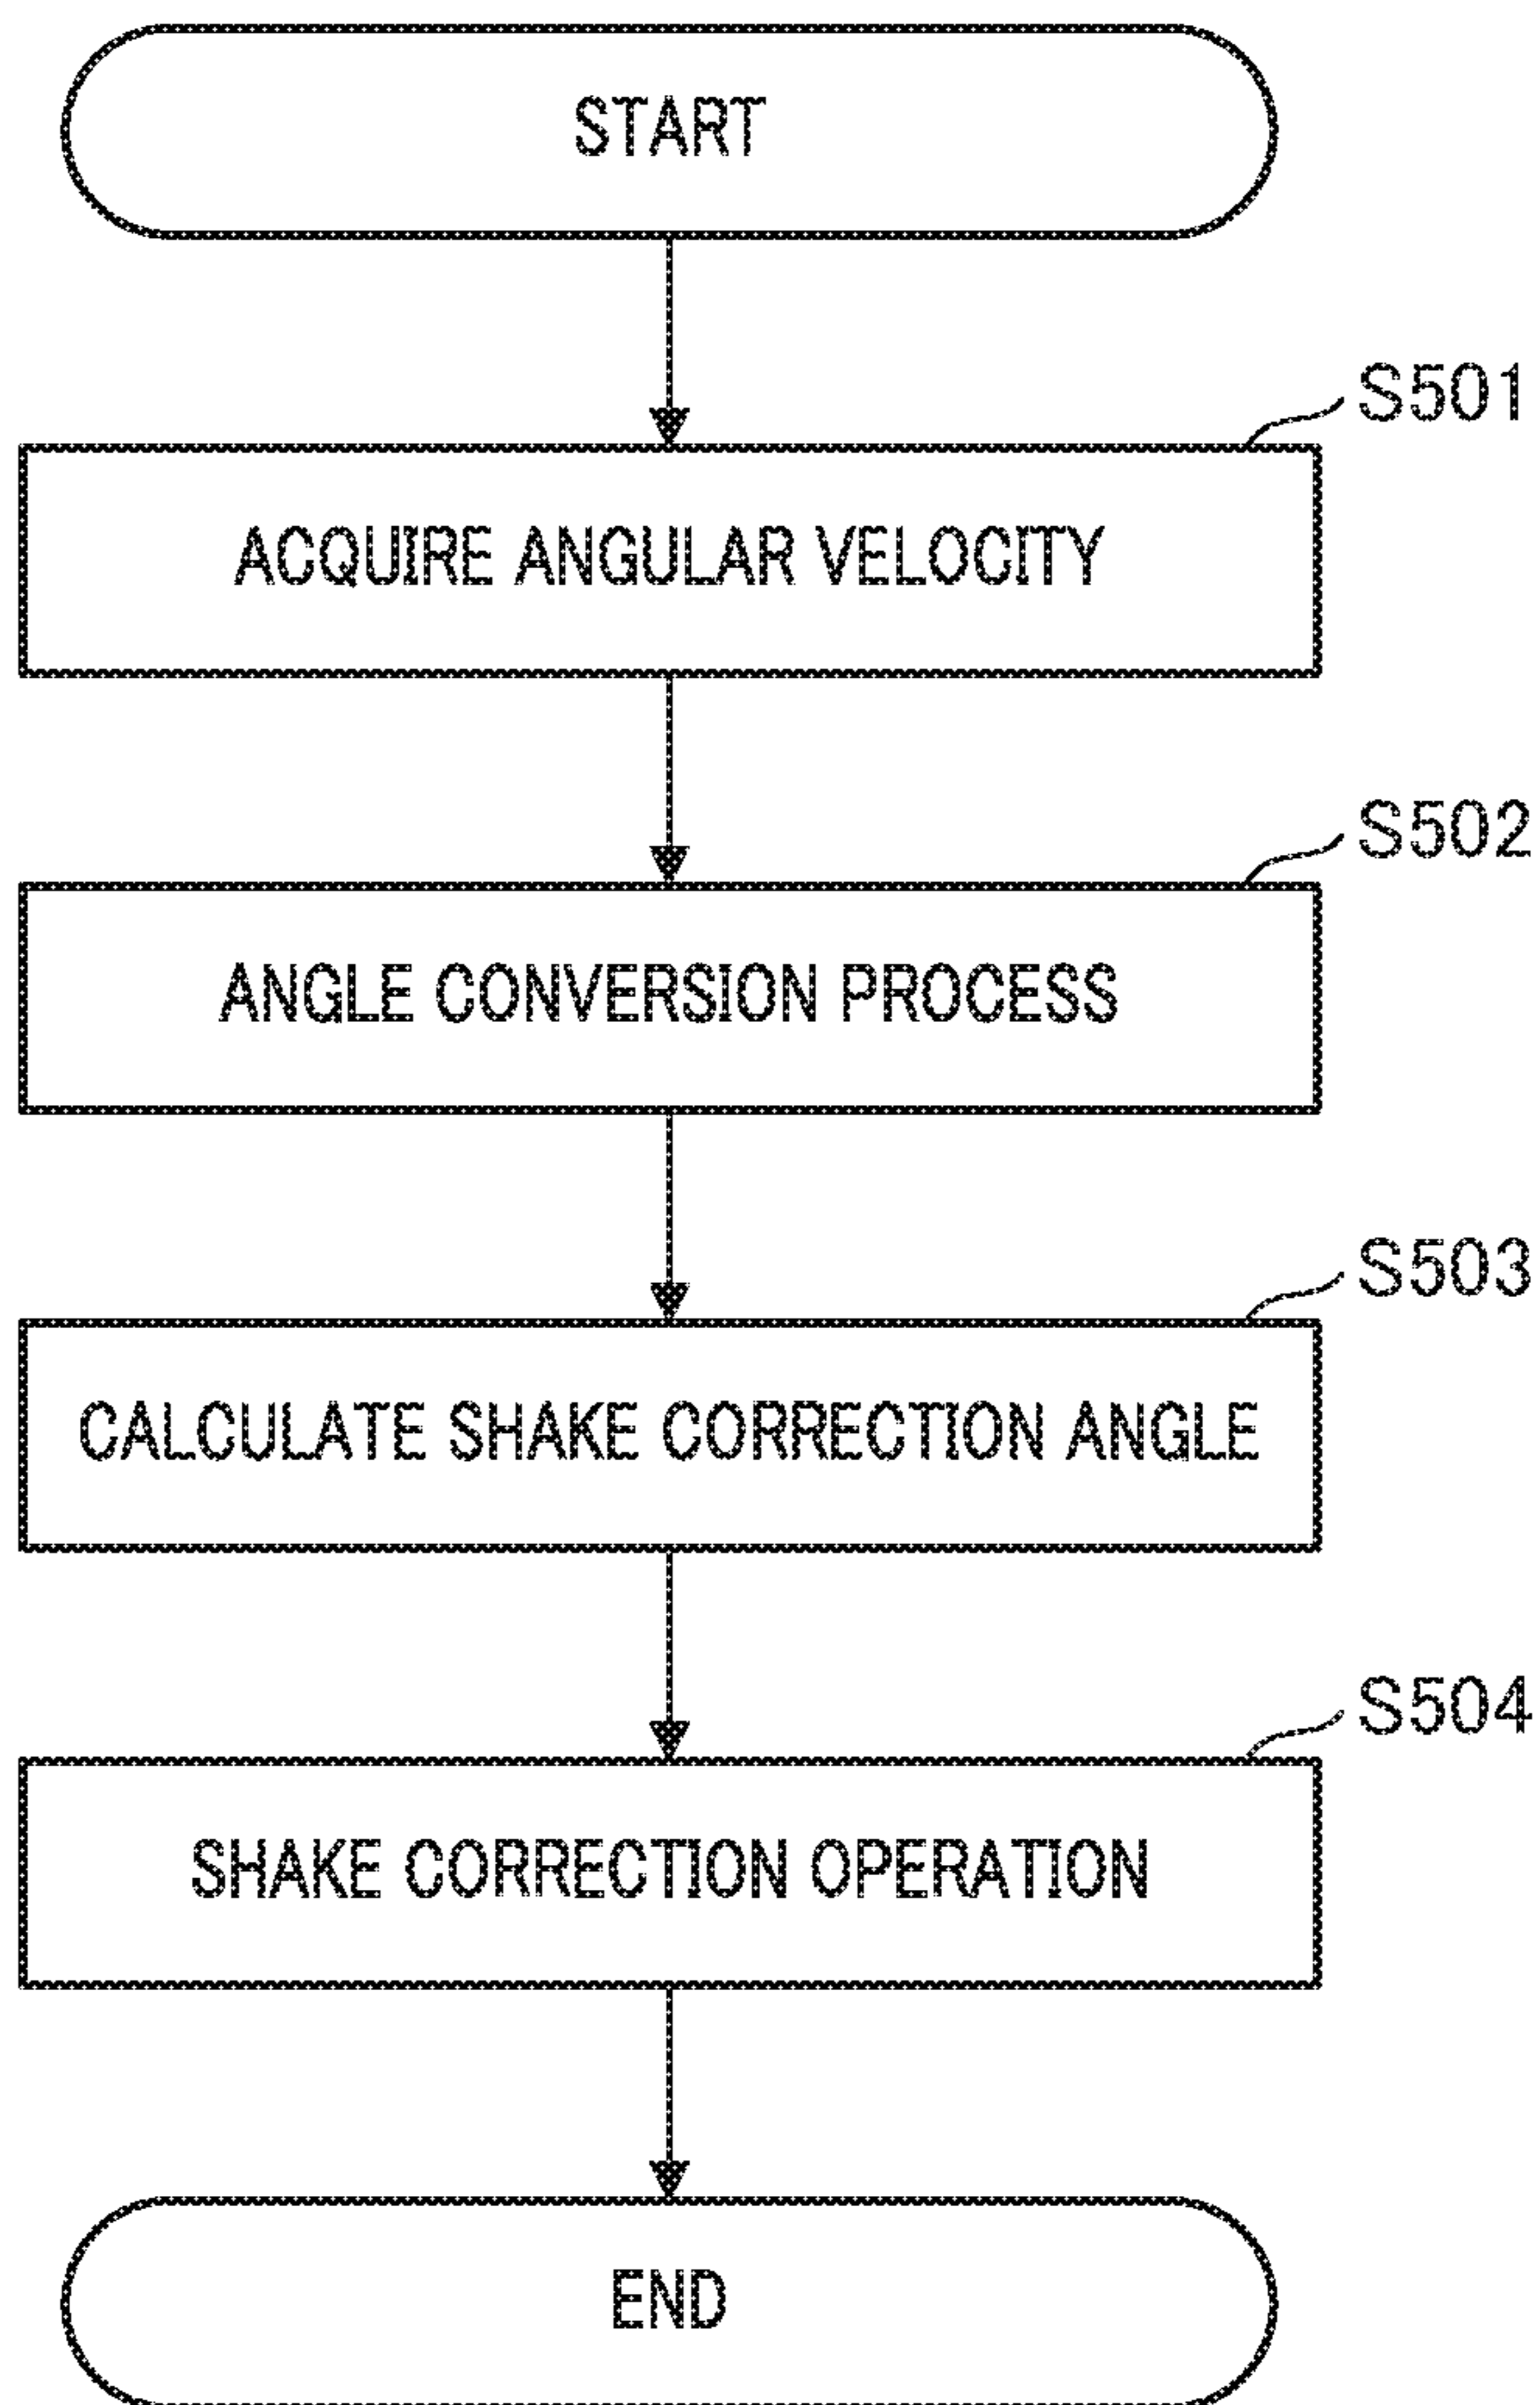 START
S501
ACQUIRE ANGULAR VELOCITY
S502
ANGLE CONVERSION PROCESS
S503
CALCULATE SHAKE CORRECTION ANGLE
S504
SHAKE CORRECTION OPERATION
END